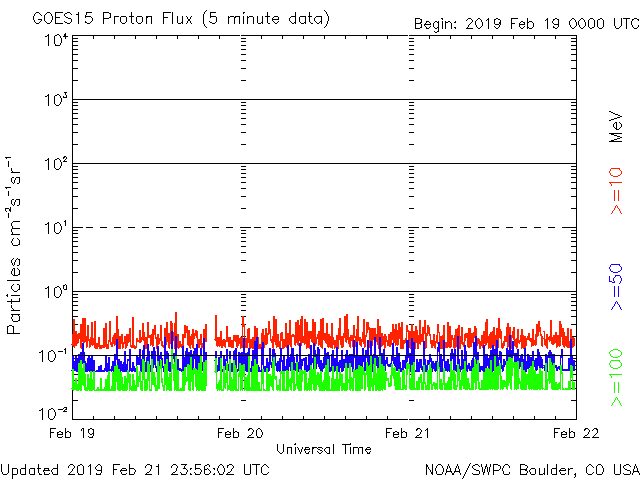 GOES15 Proton Flux (5 minute data)
Begin: 2019 Feb 19 0000 UTC
Particles cm⁻²s⁻¹sr⁻¹
10⁴
10³
10²
10¹
10⁰
10⁻¹
10⁻²
Feb 19 Feb 20 Feb 21 Feb 22
Universal Time
MeV
>=10
>=50
>=100
Updated 2019 Feb 21 23:56:02 UTC
NOAA/SWPC Boulder, CO USA